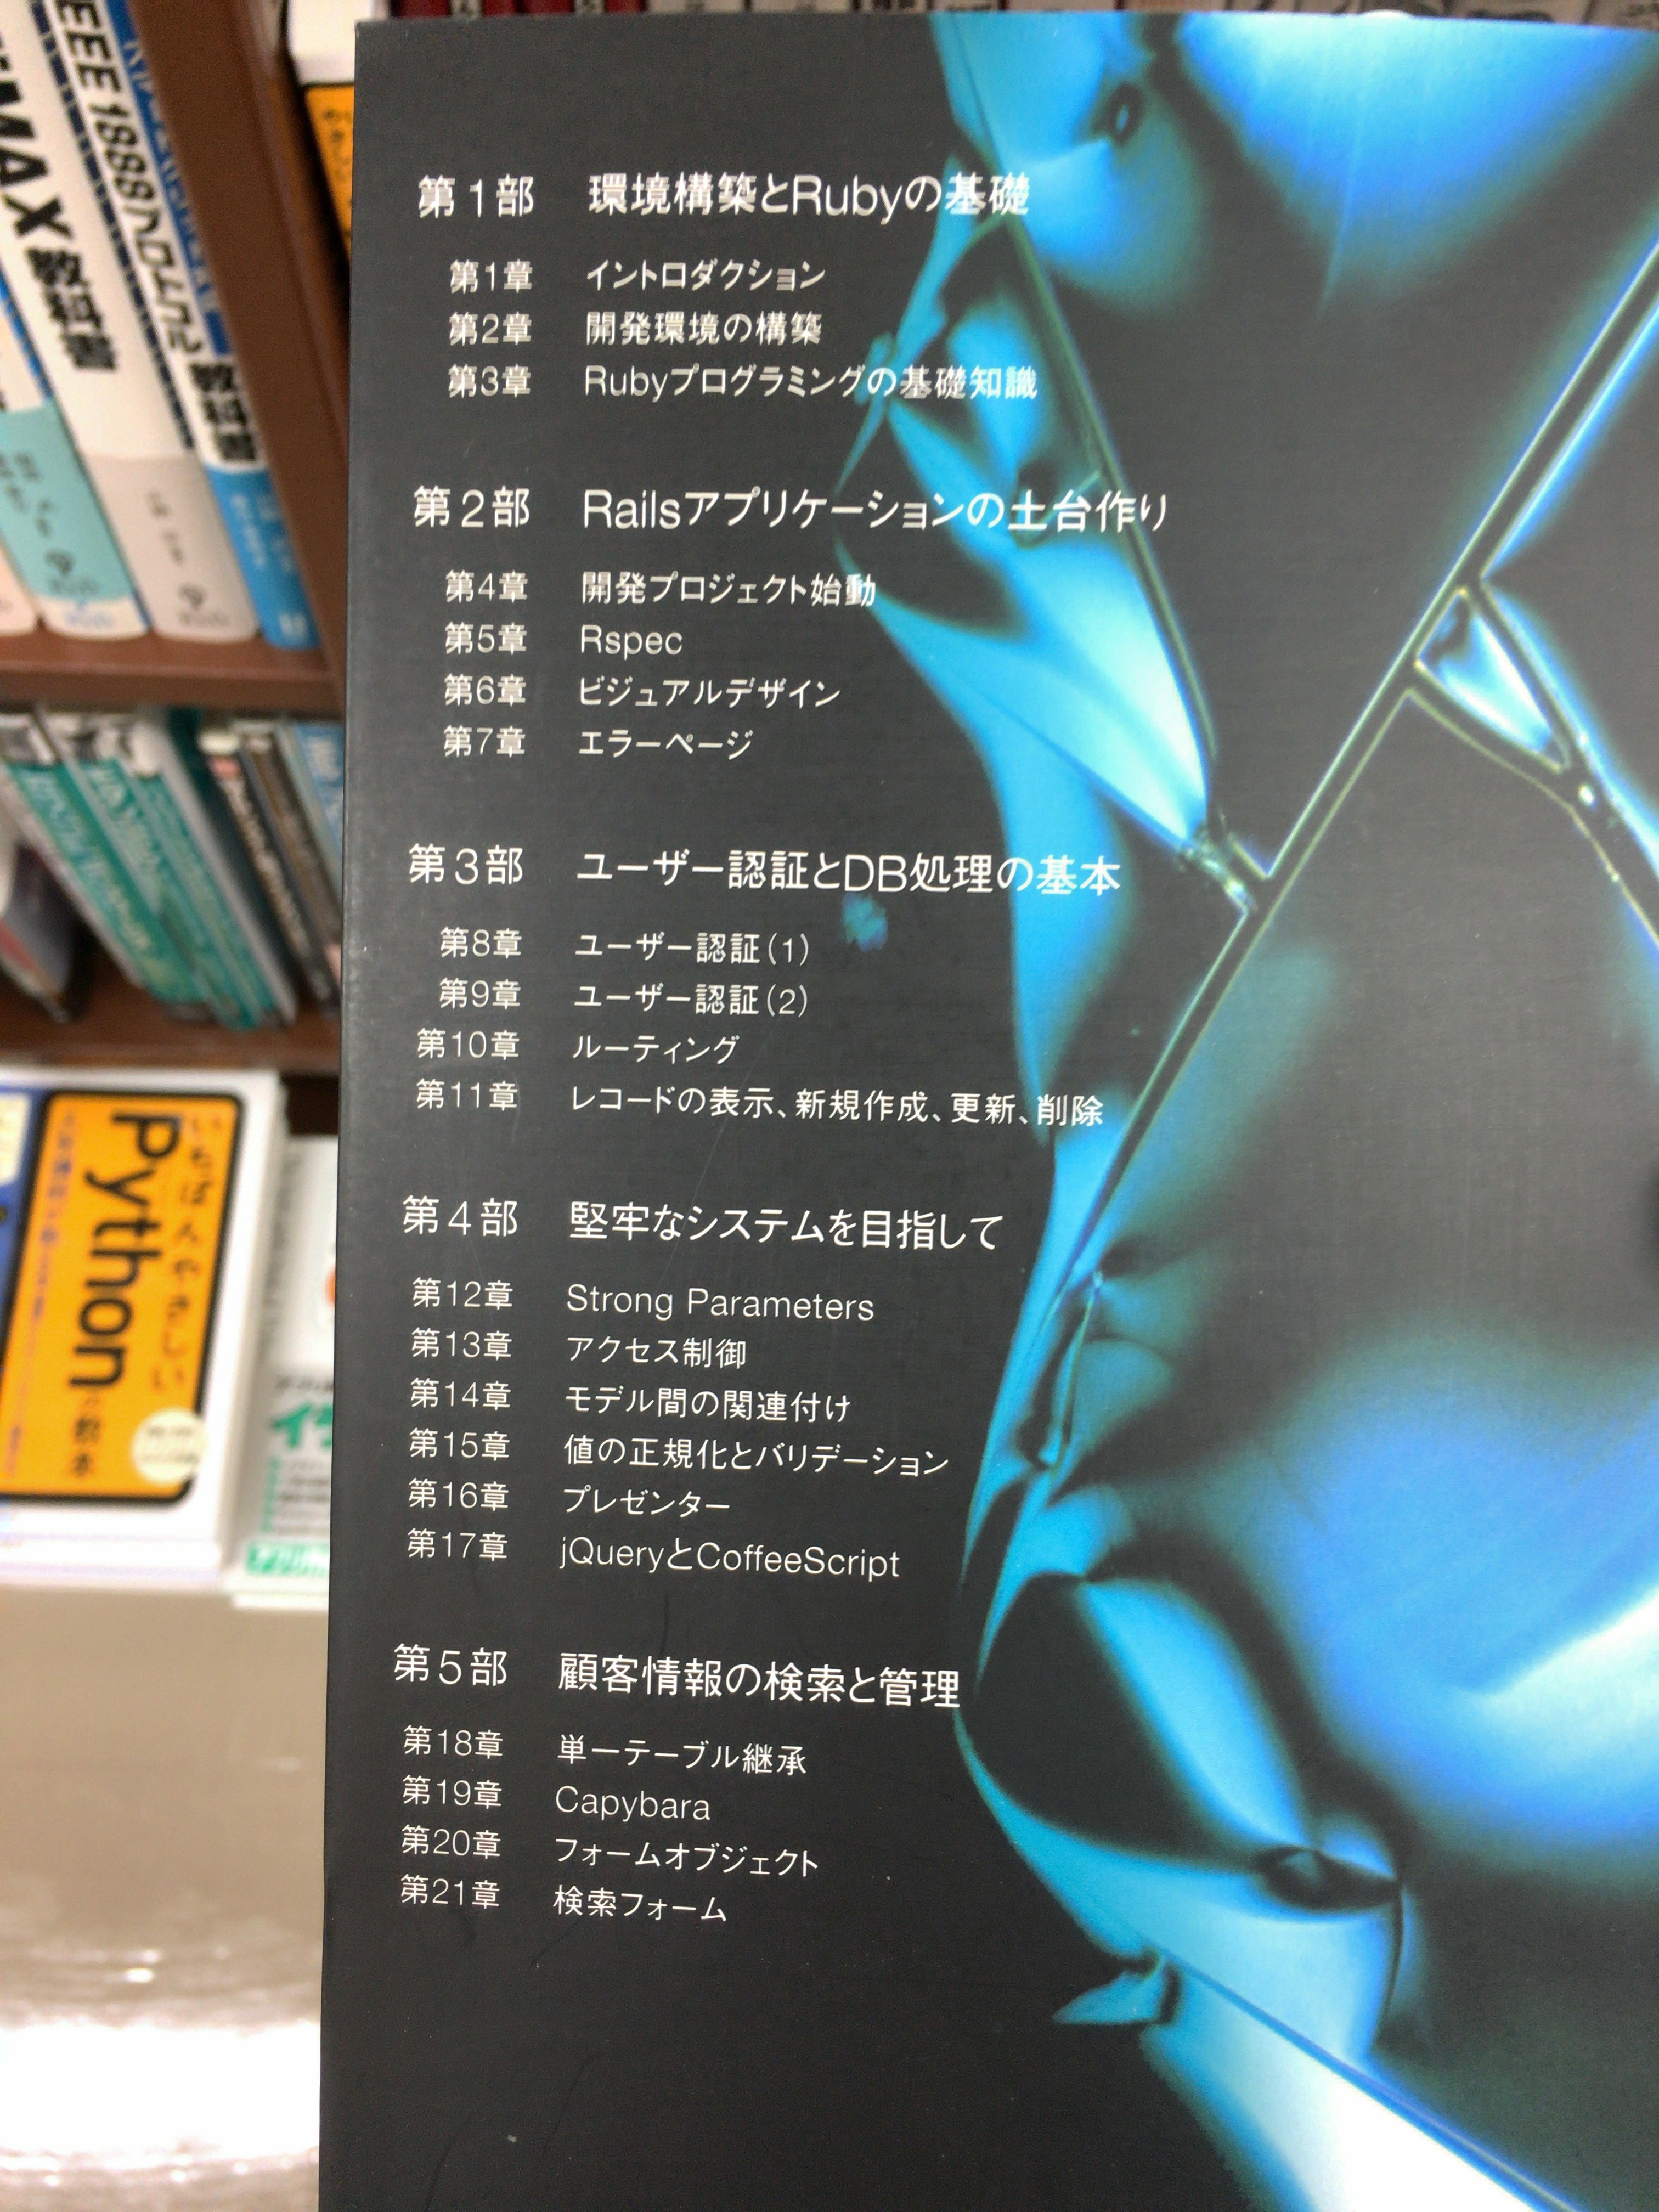 第1部 環境構築とRubyの基礎
第1章 イントロダクション
第2章 開発環境の構築
第3章 Rubyプログラミングの基礎知識
第2部 Railsアプリケーションの土台作り
第4章 開発プロジェクト始動
第5章 Rspec
第6章 ビジュアルデザイン
第7章 エラーページ
第3部 ユーザー認証とDB処理の基本
第8章 ユーザー認証(1)
第9章 ユーザー認証(2)
第10章 ルーティング
第11章 レコードの表示、新規作成、更新、削除
第4部 堅牢なシステムを目指して
第12章 Strong Parameters
第13章 アクセス制御
第14章 モデル間の関連付け
第15章 値の正規化とバリデーション
第16章 プレゼンター
第17章 jQueryとCoffeeScript
第5部 顧客情報の検索と管理
第18章 単一テーブル継承
第19章 Capybara
第20章 フォームオブジェクト
第21章 検索フォーム
MAX教科書
EEE 1888プロトコル教科書
いちばんやさしい
Pythonの教本